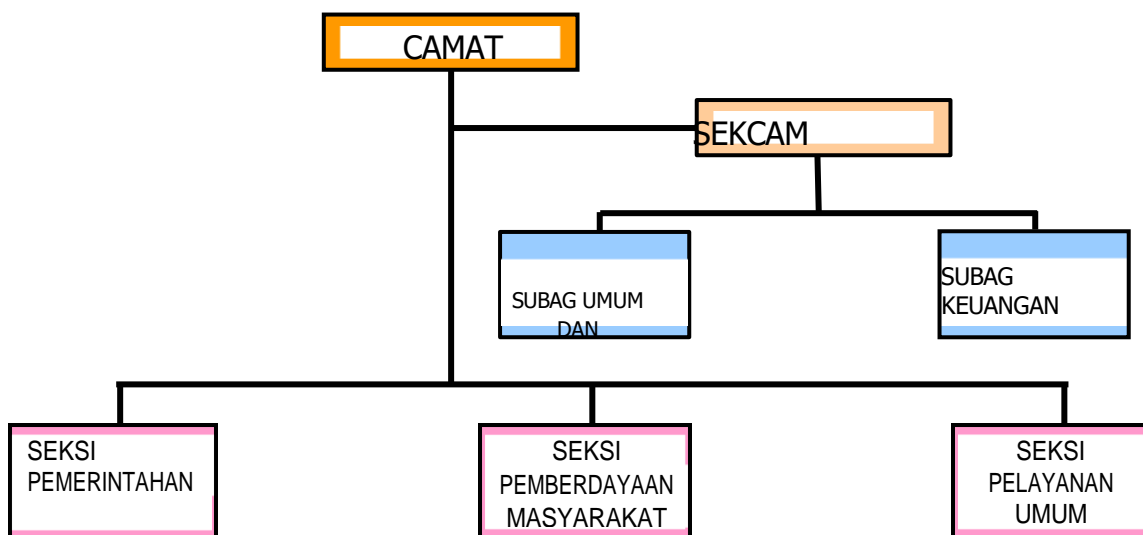 CAMAT
SEKCAM
SUBAG UMUM
DAN
SUBAG
KEUANGAN
SEKSI
PEMERINTAHAN
SEKSI
PEMBERDAYAAN
MASYARAKAT
SEKSI
PELAYANAN
UMUM